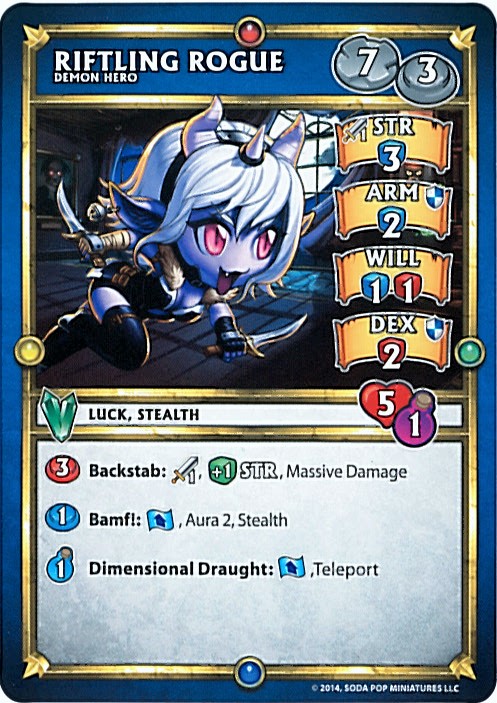 RIFTLING ROGUE
DEMON HERO
7 3
STR
3
ARM
2
WILL
1 1
DEX
2
5
1
LUCK, STEALTH
3 Backstab: , +1 STR, Massive Damage
1 Bamf!: , Aura 2, Stealth
1 Dimensional Draught: ,Teleport
© 2014, SODA POP MINIATURES LLC